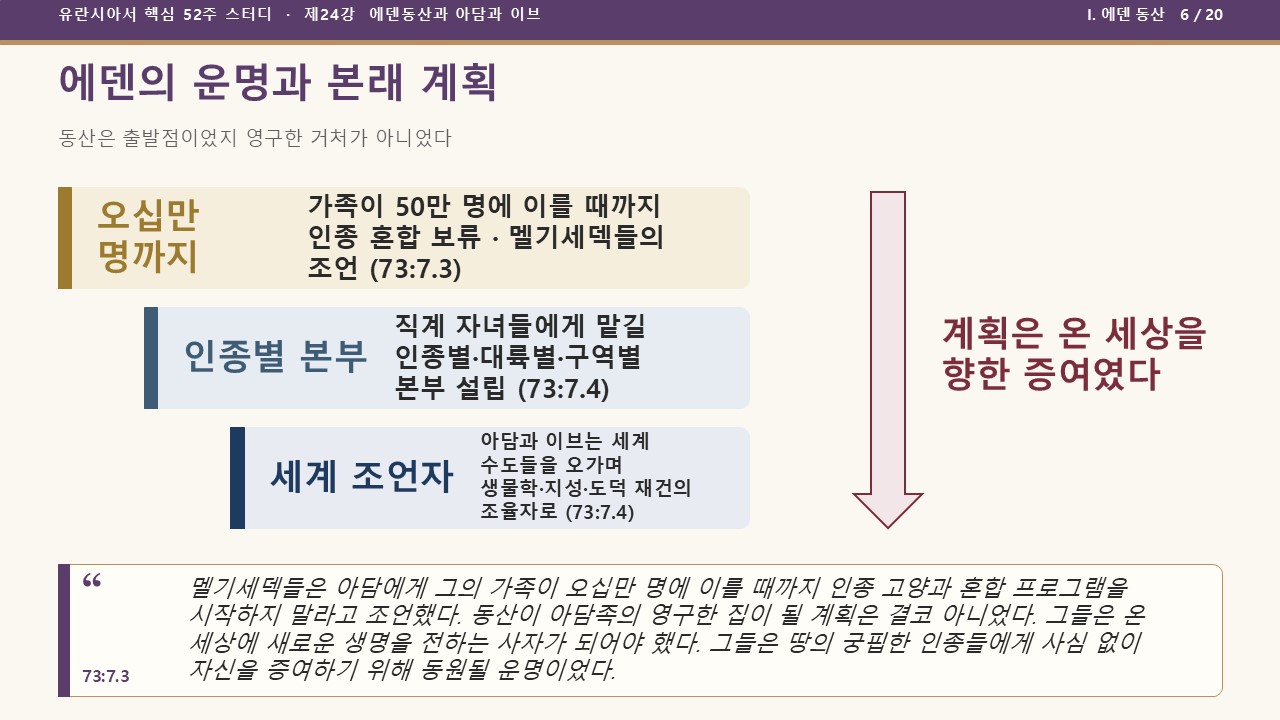 유란시아서 핵심 52주 스터디 · 제24강 에덴동산과 아담과 이브
I. 에덴 동산 6 / 20
에덴의 운명과 본래 계획
동산은 출발점이었지 영구한 거처가 아니었다
오십만
명까지
가족이 50만 명에 이를 때까지
인종 혼합 보류 · 멜기세덱들의
조언 (73:7.3)
인종별 본부
직계 자녀들에게 맡길
인종별·대륙별·구역별
본부 설립 (73:7.4)
세계 조언자
아담과 이브는 세계
수도들을 오가며
생물학·지성·도덕 재건의
조율자로 (73:7.4)
계획은 온 세상을
향한 증여였다
“
멜기세덱들은 아담에게 그의 가족이 오십만 명에 이를 때까지 인종 고양과 혼합 프로그램을
시작하지 말라고 조언했다. 동산이 아담족의 영구한 집이 될 계획은 결코 아니었다. 그들은 온
세상에 새로운 생명을 전하는 사자가 되어야 했다. 그들은 땅의 궁핍한 인종들에게 사심 없이
자신을 증여하기 위해 동원될 운명이었다.
73:7.3